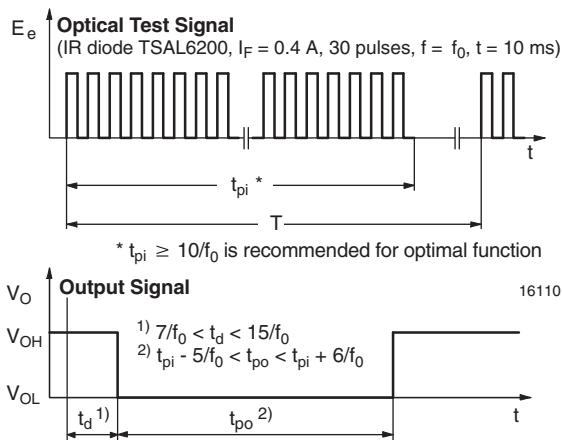 E_e Optical Test Signal
(IR diode TSAL6200, I_F = 0.4 A, 30 pulses, f = f_0, t = 10 ms)
t
t_pi *
T
* t_pi ≥ 10/f_0 is recommended for optimal function
V_O Output Signal 16110
V_OH
1) 7/f_0 < t_d < 15/f_0
2) t_pi - 5/f_0 < t_po < t_pi + 6/f_0
V_OL
t_d 1) t_po 2) t